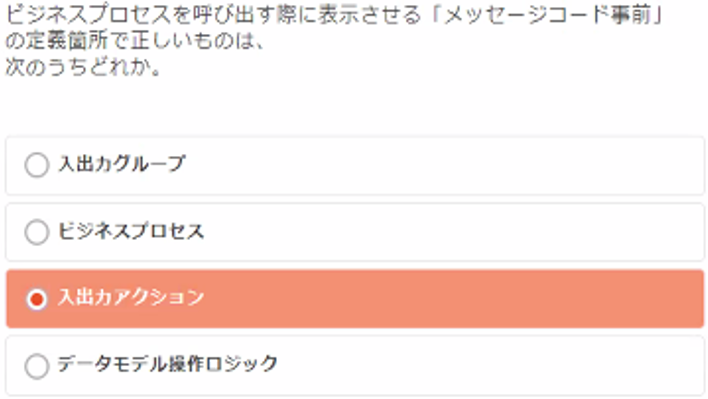 ビジネスプロセスを呼び出す際に表示させる「メッセージコード事前」
の定義箇所で正しいものは、
次のうちどれか。
入出力グループ
ビジネスプロセス
入出力アクション
データモデル操作ロジック